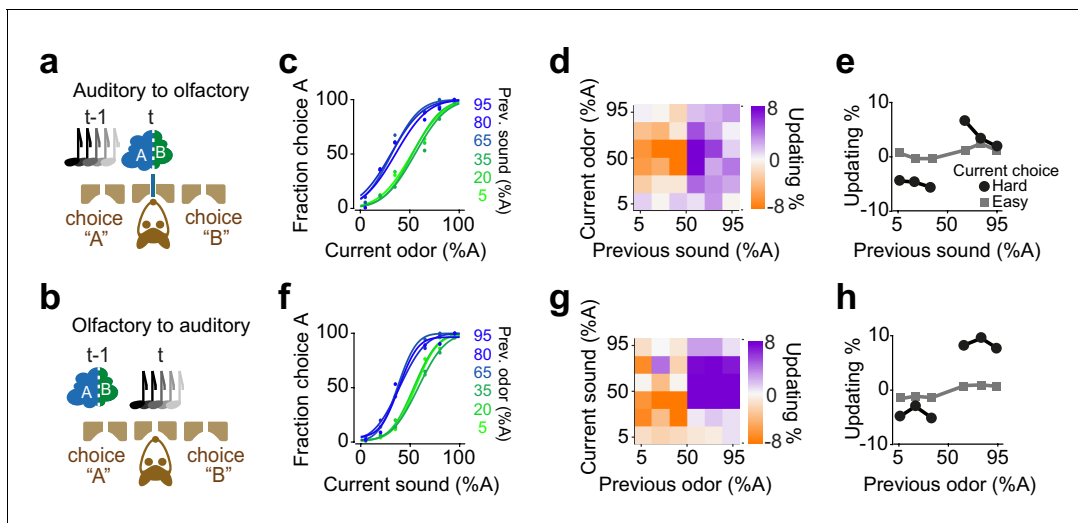 a
Auditory to olfactory
t-1
t
A
B
choice
"A"
choice
"B"
c
Fraction choice A
100
50
0
0
50
100
Current odor (%A)
95
80
65
35
20
5
Prev. sound (%A)
d
Current odor (%A)
95
50
5
5
50
95
Previous sound (%A)
8
-8
Updating %
e
Updating %
10
0
-10
Current choice
Hard
Easy
5
50
95
Previous sound (%A)
b
Olfactory to auditory
t-1
t
A
B
choice
"A"
choice
"B"
f
Fraction choice A
100
50
0
0
50
100
Current sound (%A)
95
80
65
35
20
5
Prev. odor (%A)
g
Current sound (%A)
95
50
5
5
50
95
Previous odor (%A)
8
-8
Updating %
h
Updating %
10
0
-10
5
50
95
Previous odor (%A)